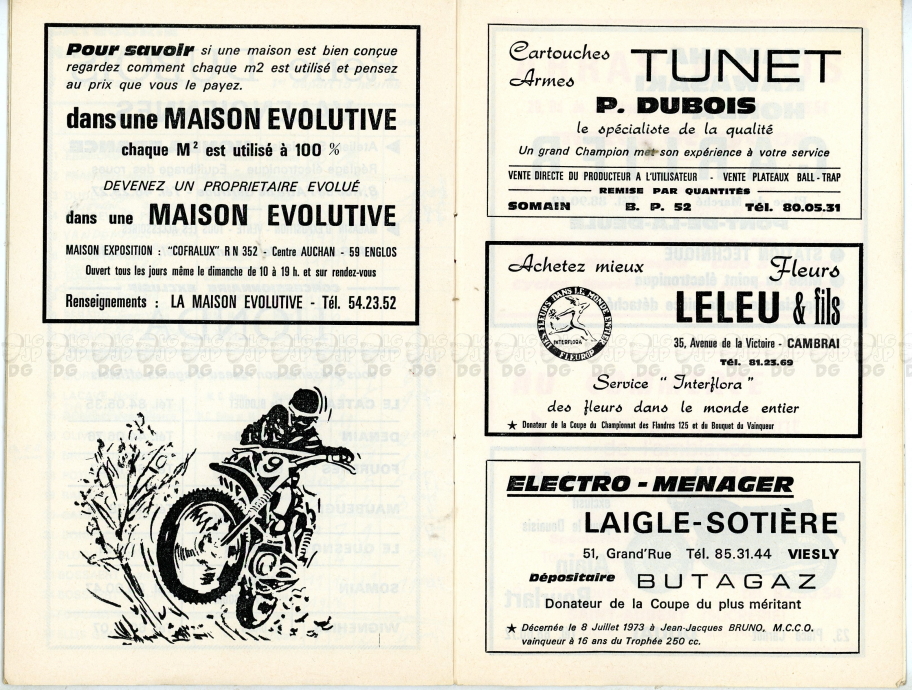 Pour savoir si une maison est bien conçue
regardez comment chaque m2 est utilisé et pensez
au prix que vous le payez.
dans une MAISON EVOLUTIVE
chaque M² est utilisé à 100 %
DEVENEZ UN PROPRIETAIRE EVOLUÉ
dans une MAISON EVOLUTIVE
MAISON EXPOSITION : "COFRALUX" R N 352 - Centre AUCHAN - 59 ENGLOS
Ouvert tous les jours même le dimanche de 10 à 19 h. et sur rendez-vous
Renseignements : LA MAISON EVOLUTIVE - Tél. 54.23.52
9
Cartouches
Armes
TUNET
P. DUBOIS
le spécialiste de la qualité
Un grand Champion met son expérience à votre service
VENTE DIRECTE DU PRODUCTEUR A L'UTILISATEUR . VENTE PLATEAUX BALL-TRAP
REMISE PAR QUANTITÉS
SOMAIN B. P. 52 Tél. 80.05.31
Achetez mieux Fleurs
LELEU & fils
DES FLEURS DANS LE MONDE ENTIER
INTERFLORA
FLEUROP
35, Avenue de la Victoire - CAMBRAI
Tél. 81.23.69
Service "Interflora"
des fleurs dans le monde entier
★ Donateur de la Coupe du Championnat des Flandres 125 et du Bouquet du Vainqueur
ELECTRO - MENAGER
LAIGLE-SOTIÈRE
51, Grand'Rue Tél. 85.31.44 VIESLY
Dépositaire BUTAGAZ
Donateur de la Coupe du plus méritant
★ Décernée le 8 Juillet 1973 à Jean-Jacques BRUNO, M.C.C.O.
vainqueur à 16 ans du Trophée 250 cc.